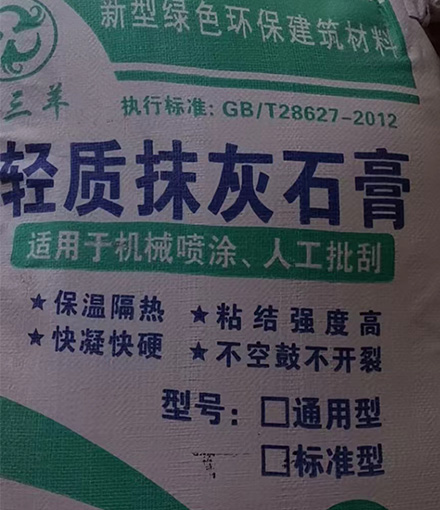 新型绿色环保建筑材料
三羊
执行标准: GB/T28627-2012
轻质抹灰石膏
适用于机械喷涂、人工批刮
★保温隔热 ★粘结强度高
★快凝快硬 ★不空鼓不开裂
型号: □通用型
□标准型